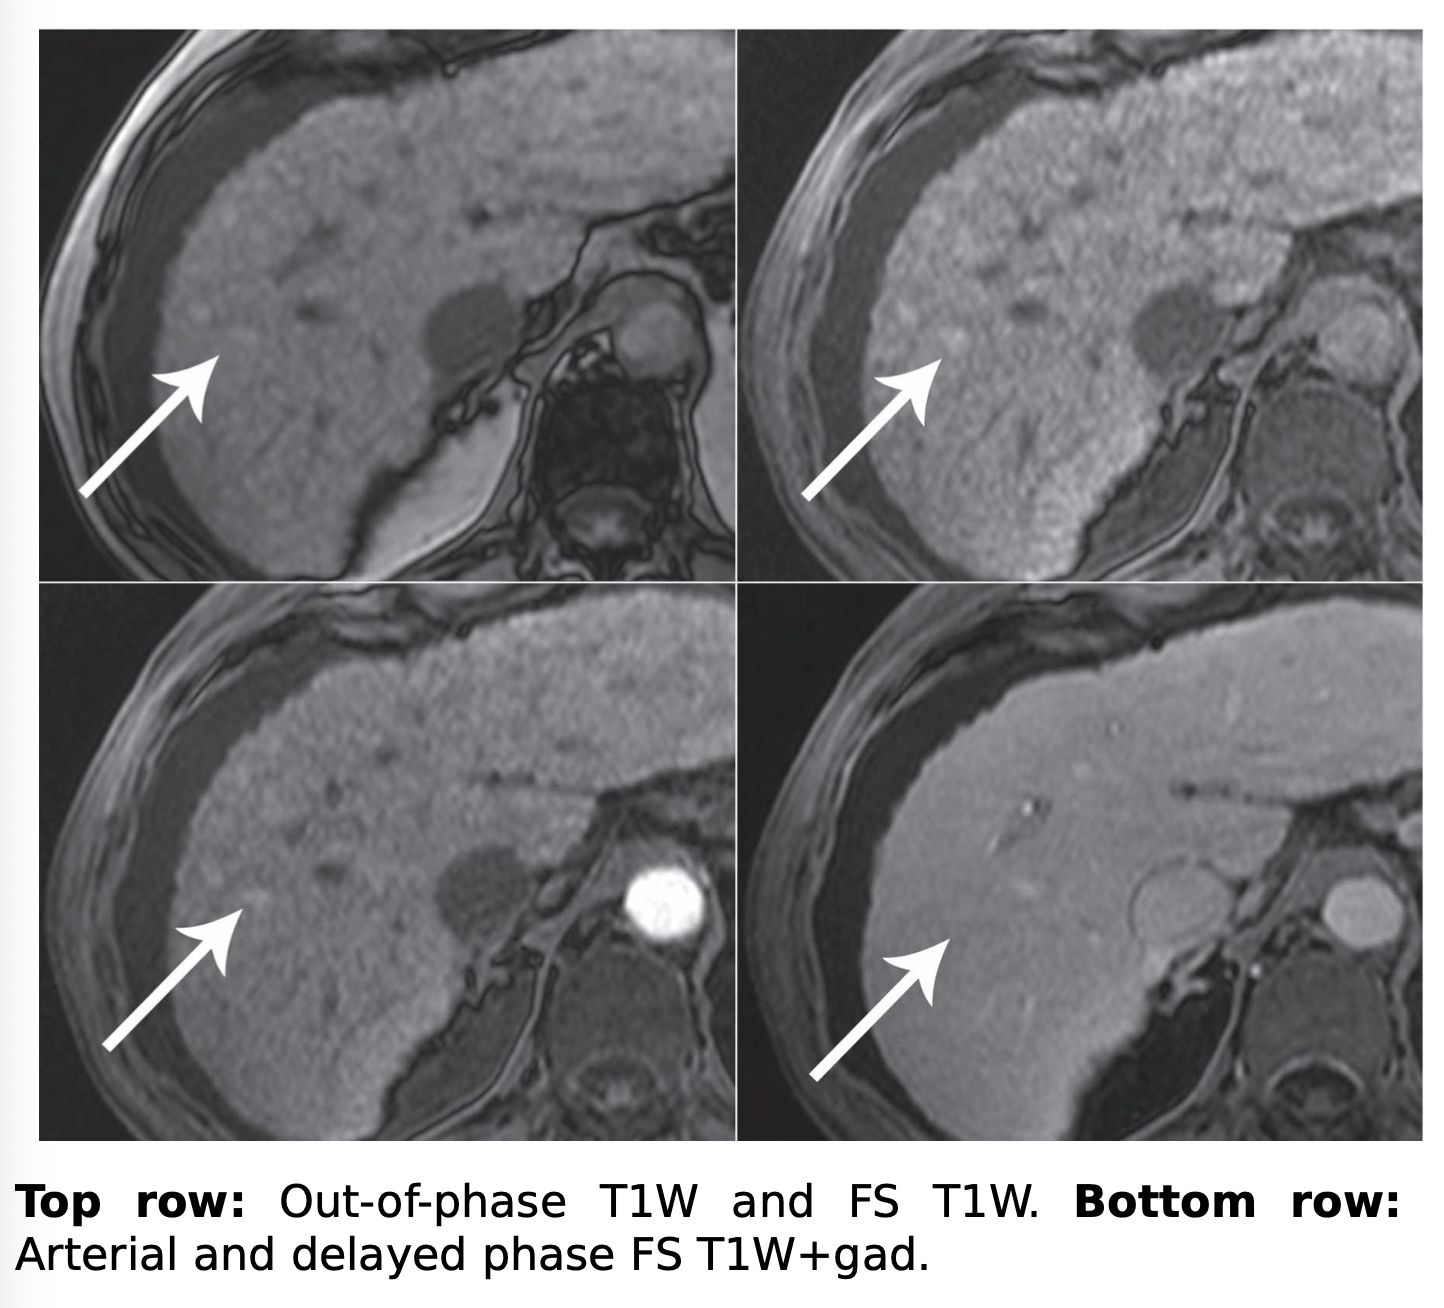 Top row: Out-of-phase T1W and FS T1W. Bottom row:
Arterial and delayed phase FS T1W+gad.